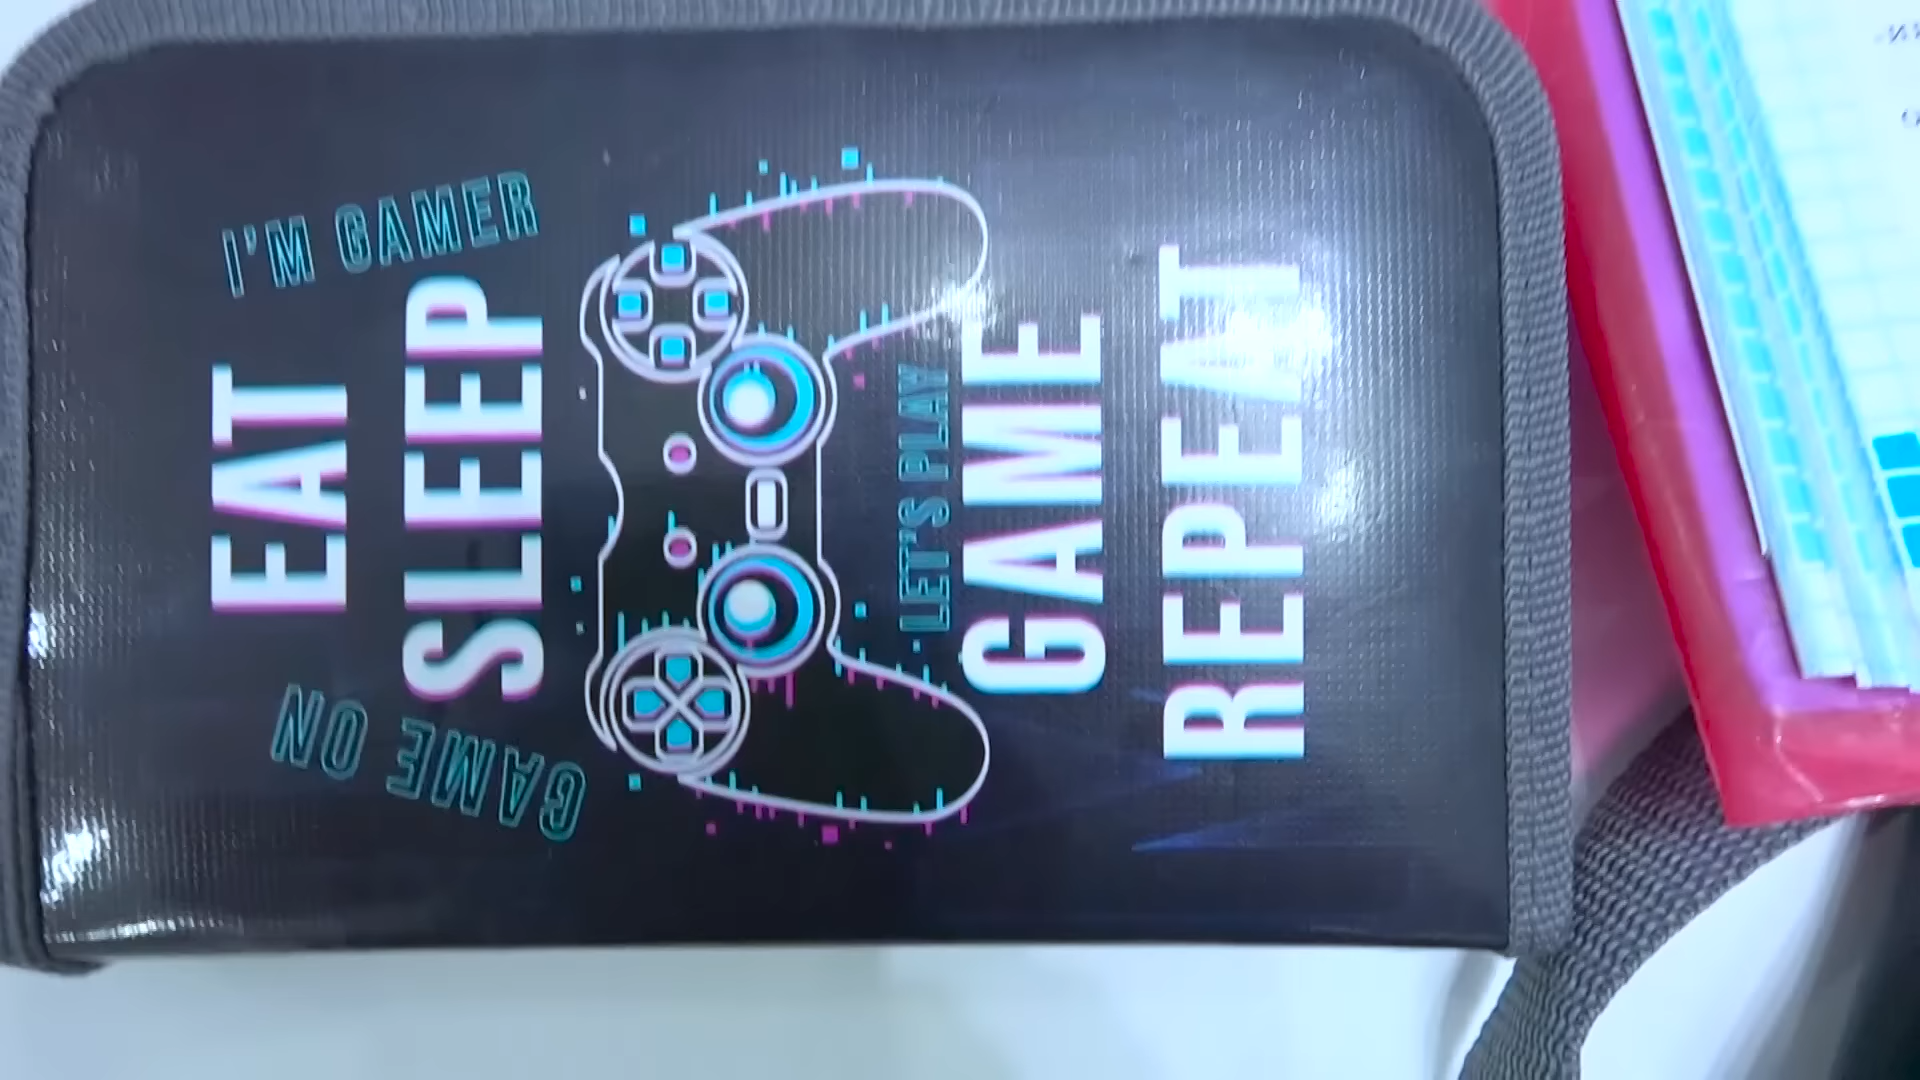 EAT
SLEEP
GAME ON
I'M GAMER
LET'S PLAY
GAME
REPEAT